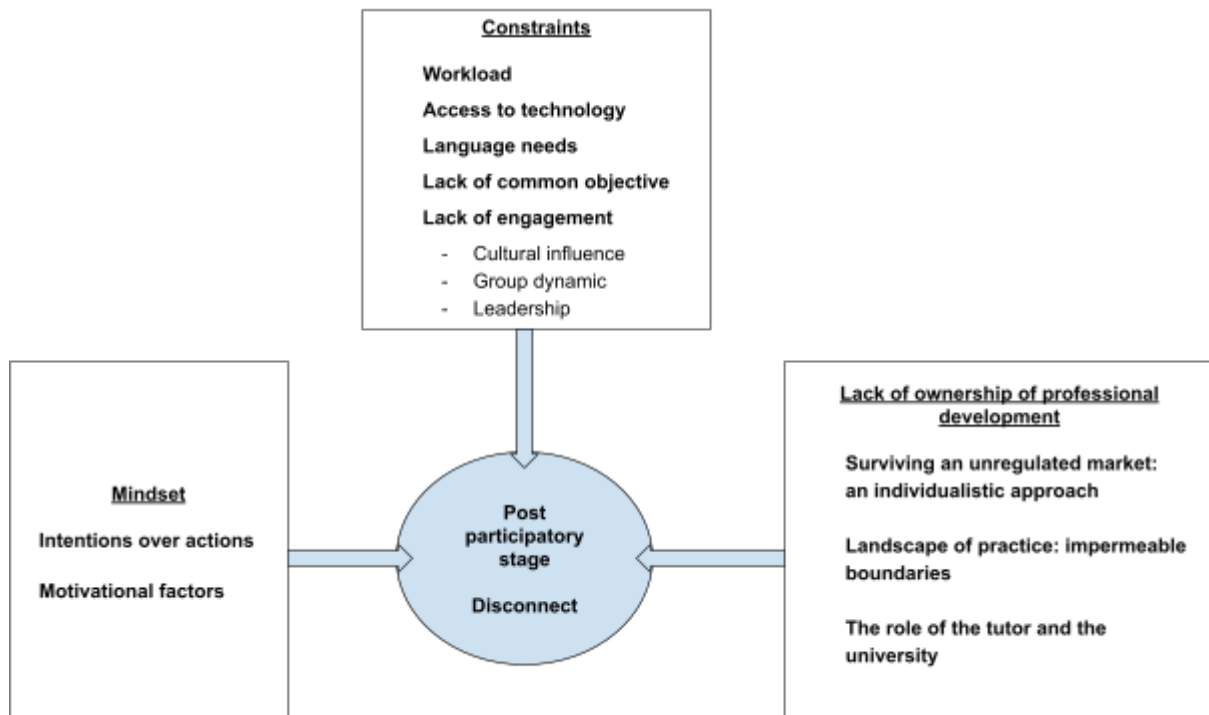 Constraints
Workload
Access to technology
Language needs
Lack of common objective
Lack of engagement
- Cultural influence
- Group dynamic
- Leadership
Mindset
Intentions over actions
Motivational factors
Post
participatory
stage
Disconnect
Lack of ownership of professional
development
Surviving an unregulated market:
an individualistic approach
Landscape of practice: impermeable
boundaries
The role of the tutor and the
university